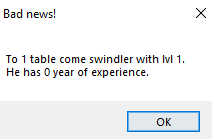 Bad news!
To 1 table come swindler with lvl 1.
He has 0 year of experience.
OK